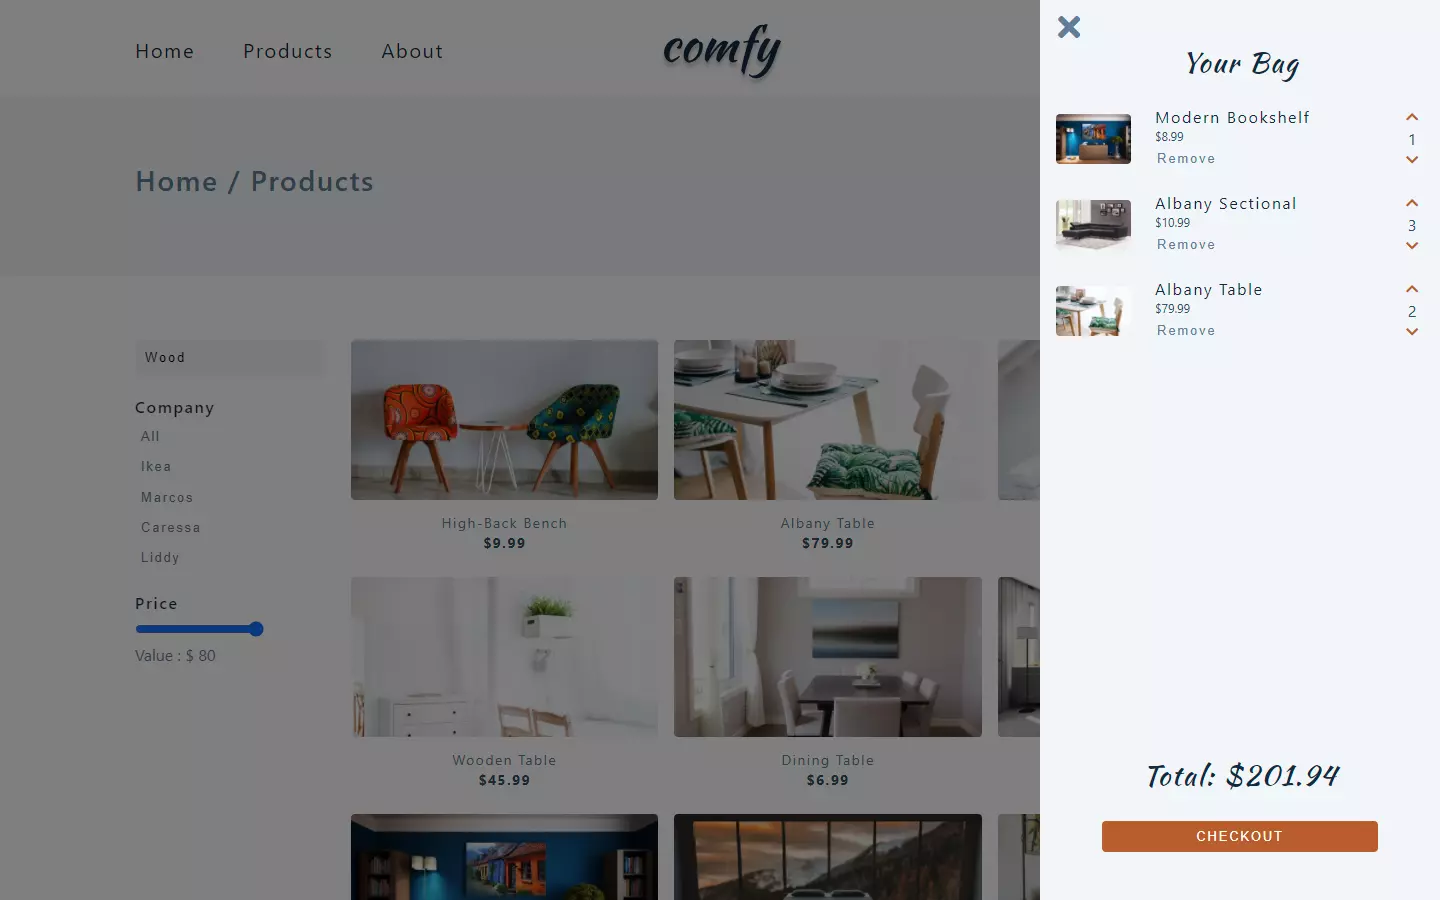 Home
Products
About
comfy
Home / Products
Wood
Company
All
Ikea
Marcos
Caressa
Liddy
Price
Value : $ 80
High-Back Bench
$9.99
Albany Table
$79.99
Wooden Table
$45.99
Dining Table
$6.99
Your Bag
Modern Bookshelf
$8.99
Remove
1
Albany Sectional
$10.99
Remove
3
Albany Table
$79.99
Remove
2
Total: $201.94
CHECKOUT